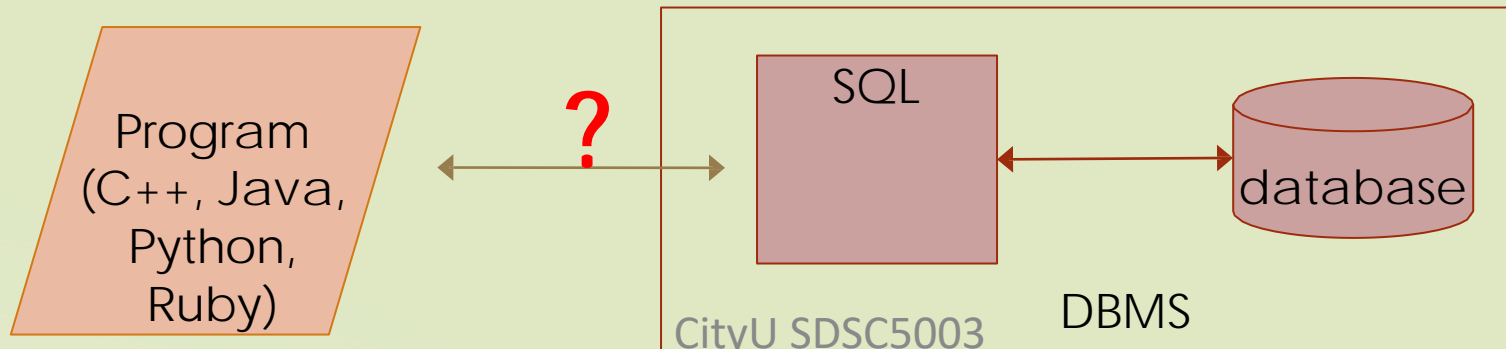 Program
(C++, Java,
Python,
Ruby)
?
SQL
database
DBMS
CityU SDSC5003